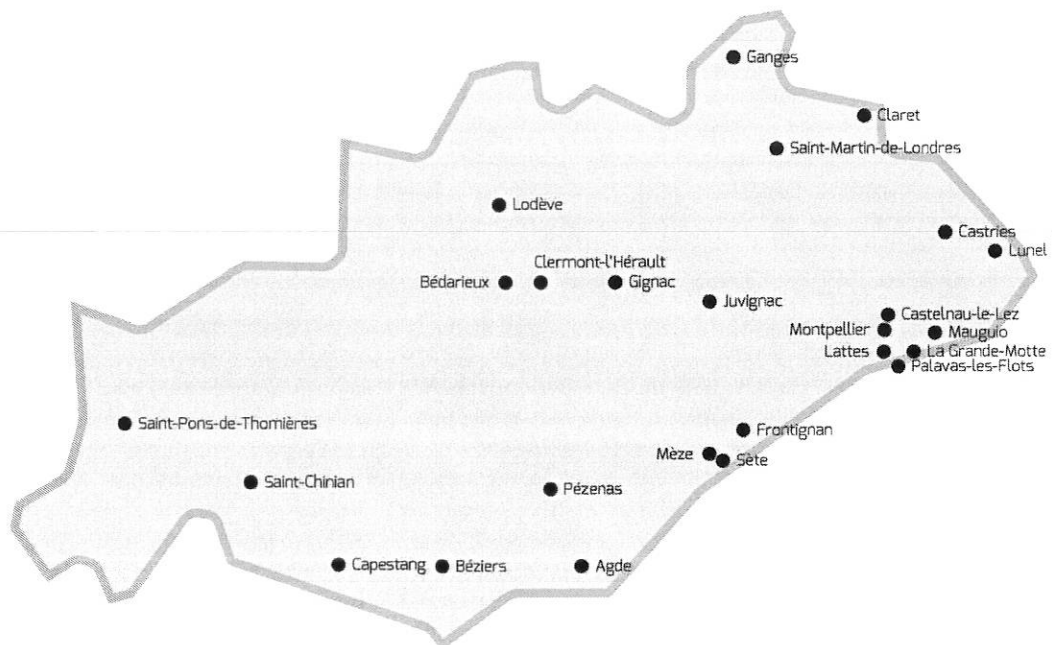 Ganges
Claret
Saint-Martin-de-Londres
Lodève
Castries
Lunel
Clermont-l'Hérault
Bédarieux
Gignac
Juvignac
Castelnau-le-Lez
Montpellier
Mauguio
Lattes
La Grande-Motte
Palavas-les-Flots
Saint-Pons-de-Thomières
Frontignan
Mèze
Sète
Saint-Chinian
Pézenas
Capestang
Béziers
Agde